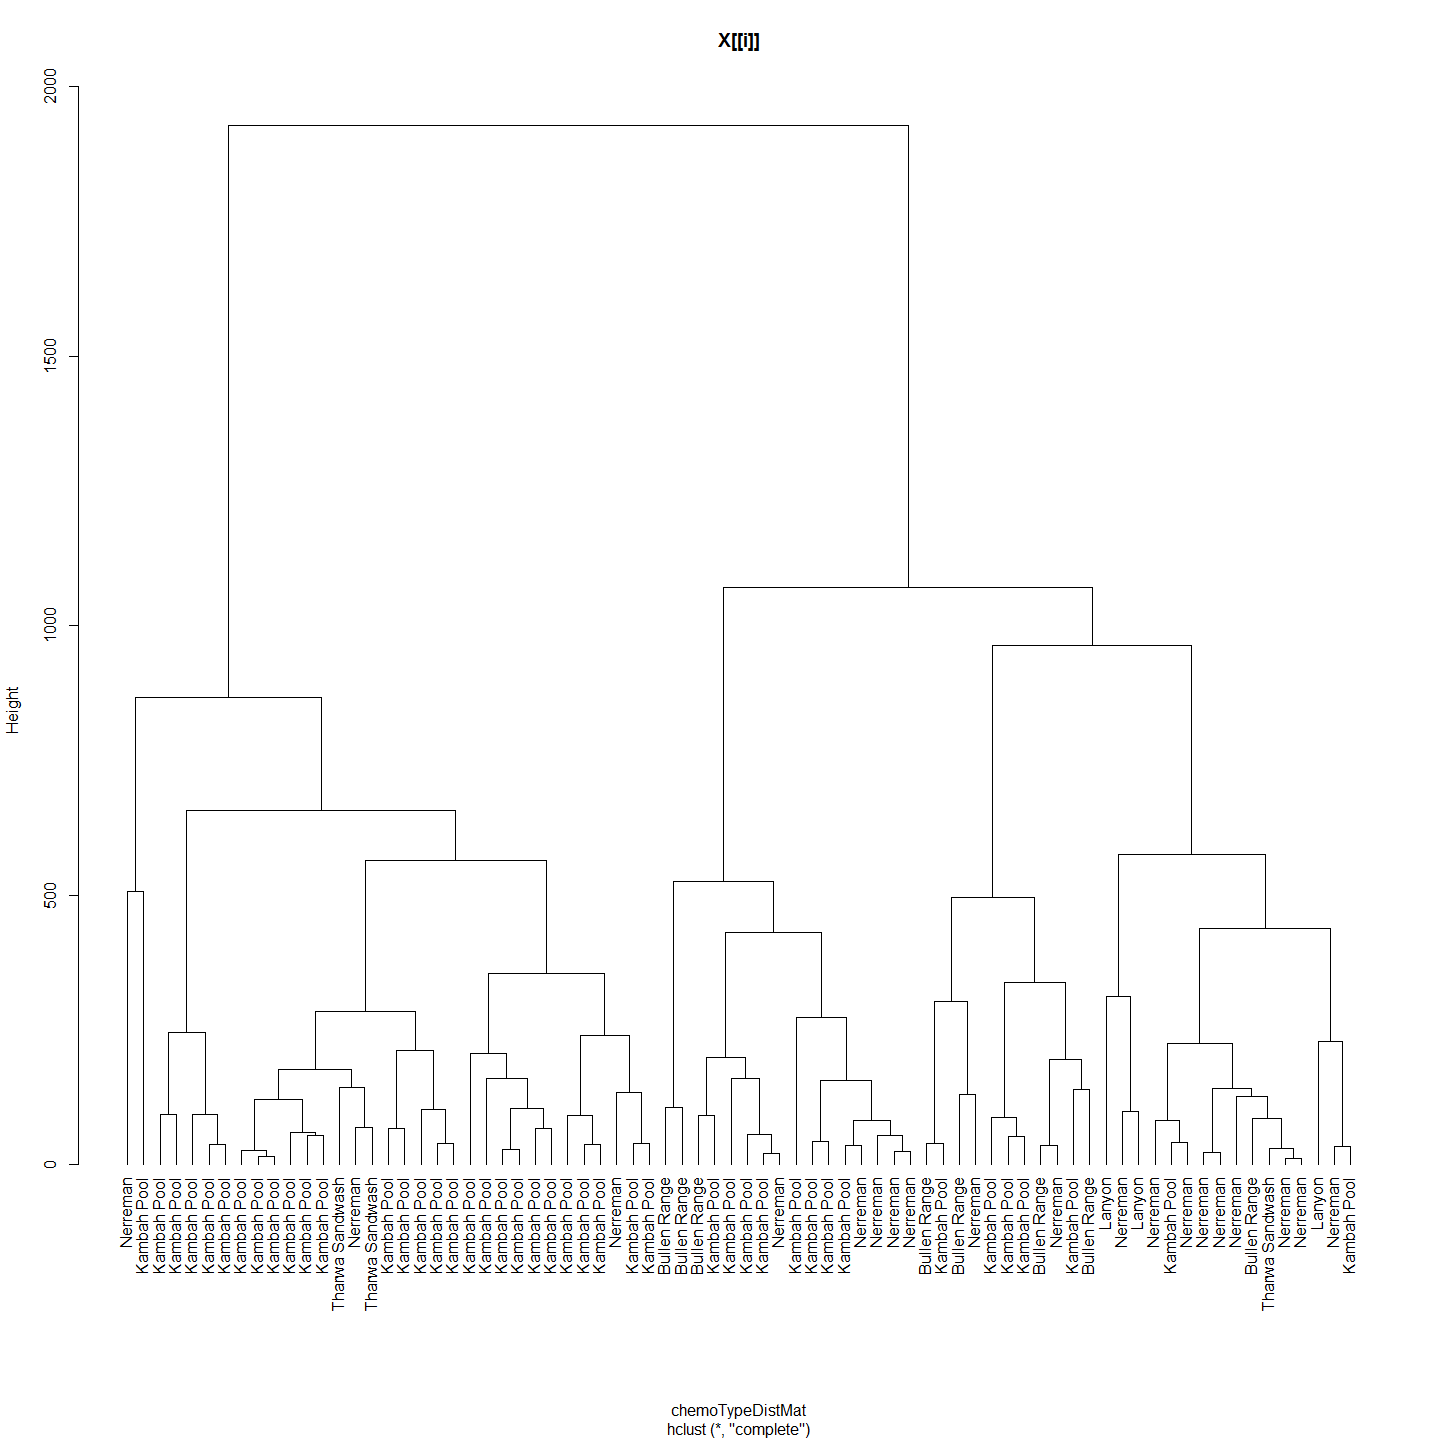 X[[i]]
2000
1500
1000
500
0
Height
Nerreman
Kambah Pool
Kambah Pool
Kambah Pool
Kambah Pool
Kambah Pool
Kambah Pool
Kambah Pool
Kambah Pool
Kambah Pool
Kambah Pool
Kambah Pool
Kambah Pool
Tharwa Sandwash
Nerreman
Tharwa Sandwash
Kambah Pool
Kambah Pool
Kambah Pool
Kambah Pool
Kambah Pool
Kambah Pool
Kambah Pool
Kambah Pool
Kambah Pool
Kambah Pool
Kambah Pool
Kambah Pool
Kambah Pool
Kambah Pool
Nerreman
Kambah Pool
Kambah Pool
Bullen Range
Bullen Range
Bullen Range
Kambah Pool
Kambah Pool
Kambah Pool
Kambah Pool
Nerreman
Kambah Pool
Kambah Pool
Kambah Pool
Kambah Pool
Nerreman
Nerreman
Nerreman
Nerreman
Bullen Range
Kambah Pool
Bullen Range
Nerreman
Kambah Pool
Kambah Pool
Kambah Pool
Bullen Range
Nerreman
Kambah Pool
Bullen Range
Lanyon
Nerreman
Lanyon
Nerreman
Kambah Pool
Nerreman
Nerreman
Nerreman
Nerreman
Bullen Range
Tharwa Sandwash
Nerreman
Nerreman
Lanyon
Nerreman
Kambah Pool
chemoTypeDistMat
hclust (*, "complete")